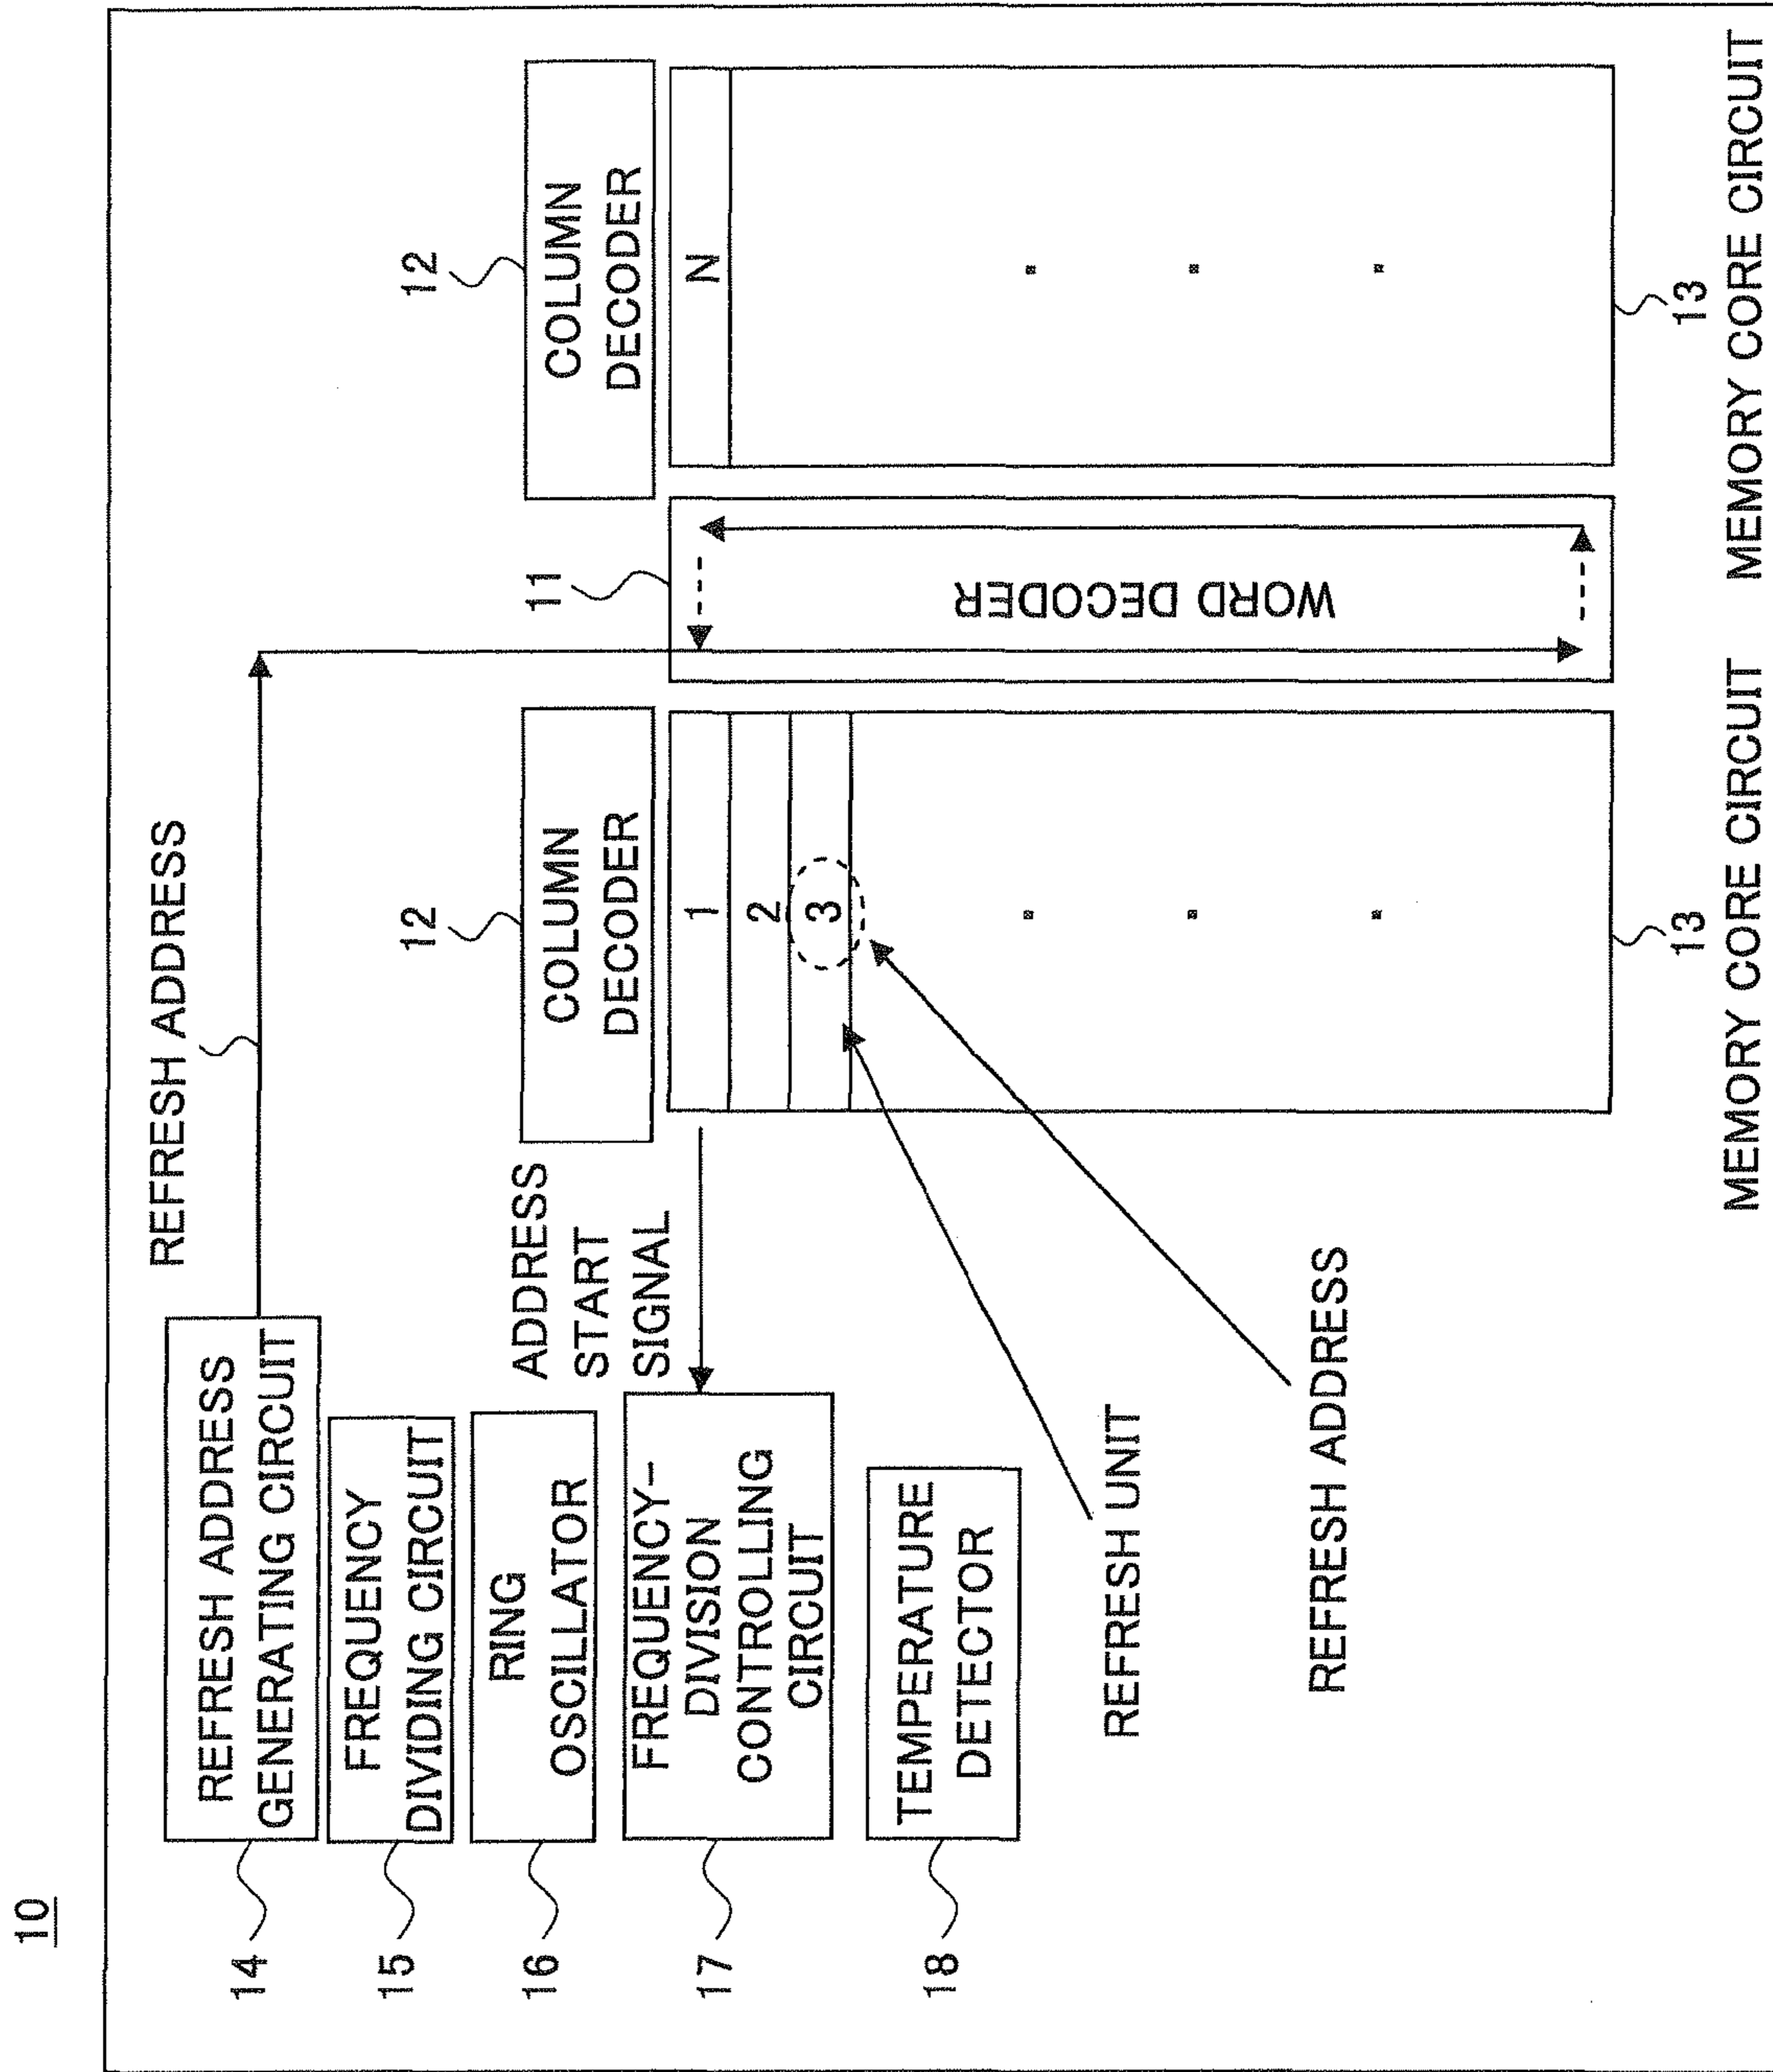 10
REFRESH ADDRESS
14
REFRESH ADDRESS
GENERATING CIRCUIT
15
FREQUENCY
DIVIDING CIRCUIT
16
RING
OSCILLATOR
ADDRESS
START
SIGNAL
17
FREQUENCY-
DIVISION
CONTROLLING
CIRCUIT
18
TEMPERATURE
DETECTOR
REFRESH UNIT
REFRESH ADDRESS
12
COLUMN
DECODER
1
2
3
13
MEMORY CORE CIRCUIT
11
WORD DECODER
12
COLUMN
DECODER
N
13
MEMORY CORE CIRCUIT